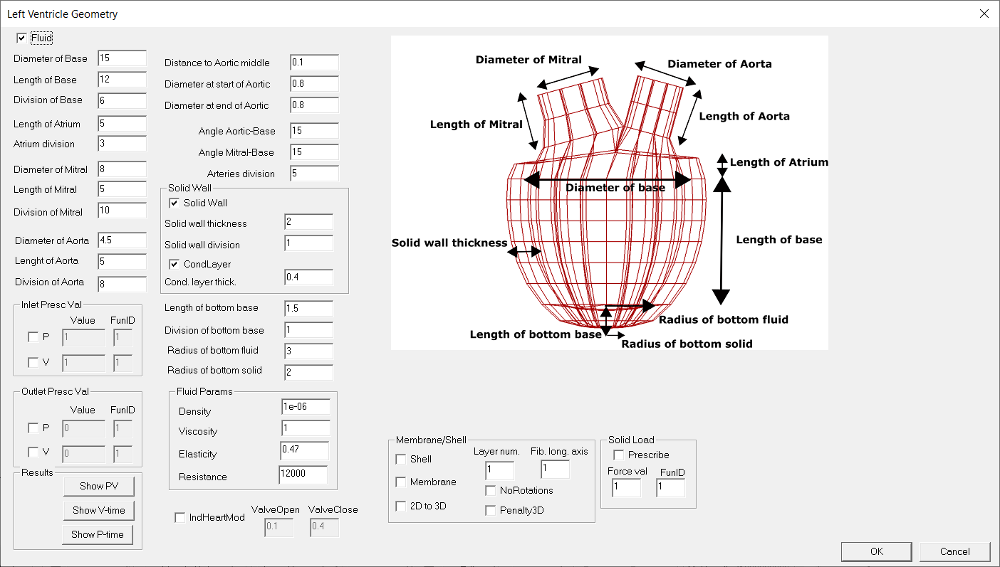 Left Ventricle Geometry
Fluid
Diameter of Base 15
Length of Base 12
Division of Base 6
Length of Atrium 5
Atrium division 3
Diameter of Mitral 8
Length of Mitral 5
Division of Mitral 10
Diameter of Aorta 4.5
Lenght of Aorta 5
Division of Aorta 8
Inlet Presc Val
Value FunID
P 1 1
V 1 1
Outlet Presc Val
Value FunID
P 0 1
V 0 1
Results
Show PV
Show V-time
Show P-time
Distance to Aortic middle 0.1
Diameter at start of Aortic 0.8
Diameter at end of Aortic 0.8
Angle Aortic-Base 15
Angle Mitral-Base 15
Arteries division 5
Solid Wall
Solid Wall
Solid wall thickness 2
Solid wall division 1
CondLayer
Cond. layer thick. 0.4
Length of bottom base 1.5
Division of bottom base 1
Radius of bottom fluid 3
Radius of bottom solid 2
Fluid Params
Density 1e-06
Viscosity 1
Elasticity 0.47
Resistance 12000
IndHeartMod
ValveOpen ValveClose
0.1 0.4
Diameter of Mitral
Diameter of Aorta
Length of Mitral
Length of Aorta
Length of Atrium
Diameter of base
Solid wall thickness
Length of base
Radius of bottom fluid
Length of bottom base
Radius of bottom solid
Membrane/Shell
Shell
Membrane
2D to 3D
Layer num. Fib. long. axis
1 1
NoRotations
Penalty3D
Solid Load
Prescribe
Force val FunID
1 1
OK Cancel